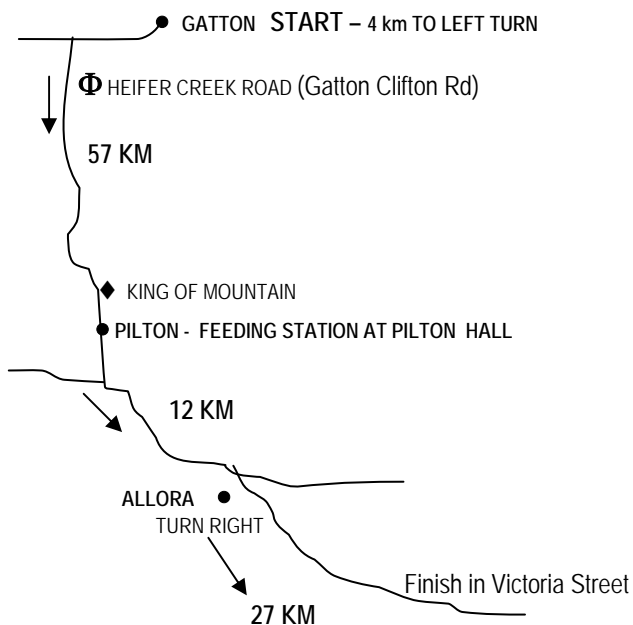 GATTON START – 4 km TO LEFT TURN
Φ HEIFER CREEK ROAD (Gatton Clifton Rd)
57 KM
KING OF MOUNTAIN
PILTON - FEEDING STATION AT PILTON HALL
12 KM
ALLORA
TURN RIGHT
Finish in Victoria Street
27 KM